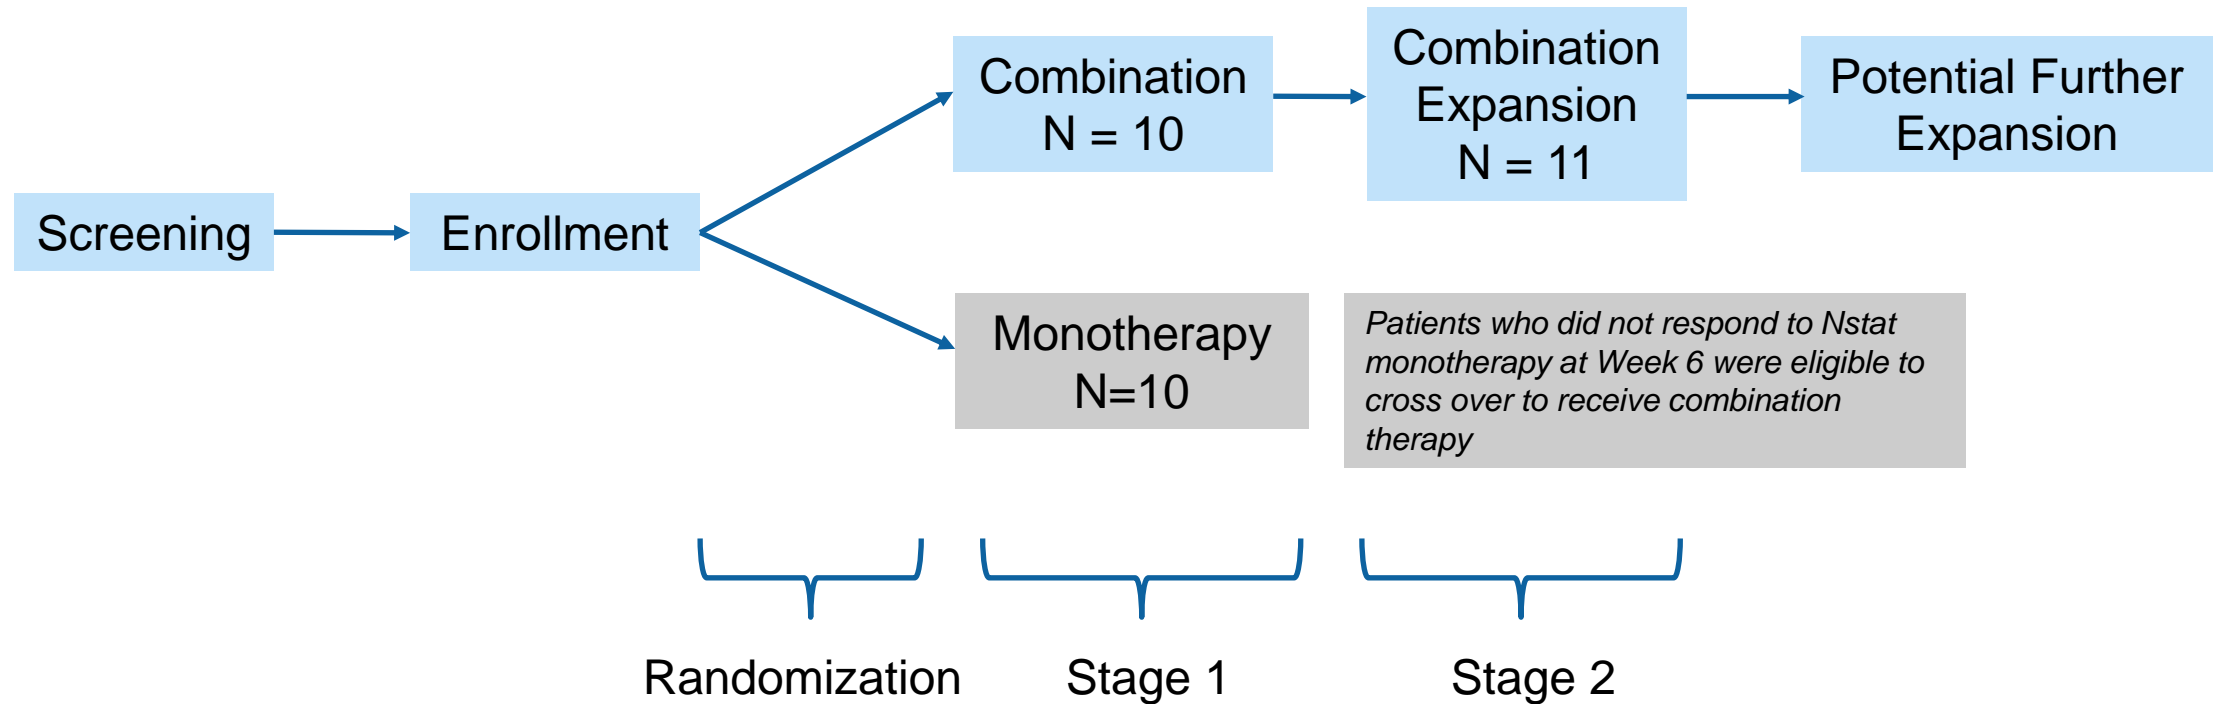 Screening
Enrollment
Combination
N = 10
Combination
Expansion
N = 11
Potential Further
Expansion
Monotherapy
N=10
Patients who did not respond to Nstat
monotherapy at Week 6 were eligible to
cross over to receive combination
therapy
Randomization
Stage 1
Stage 2